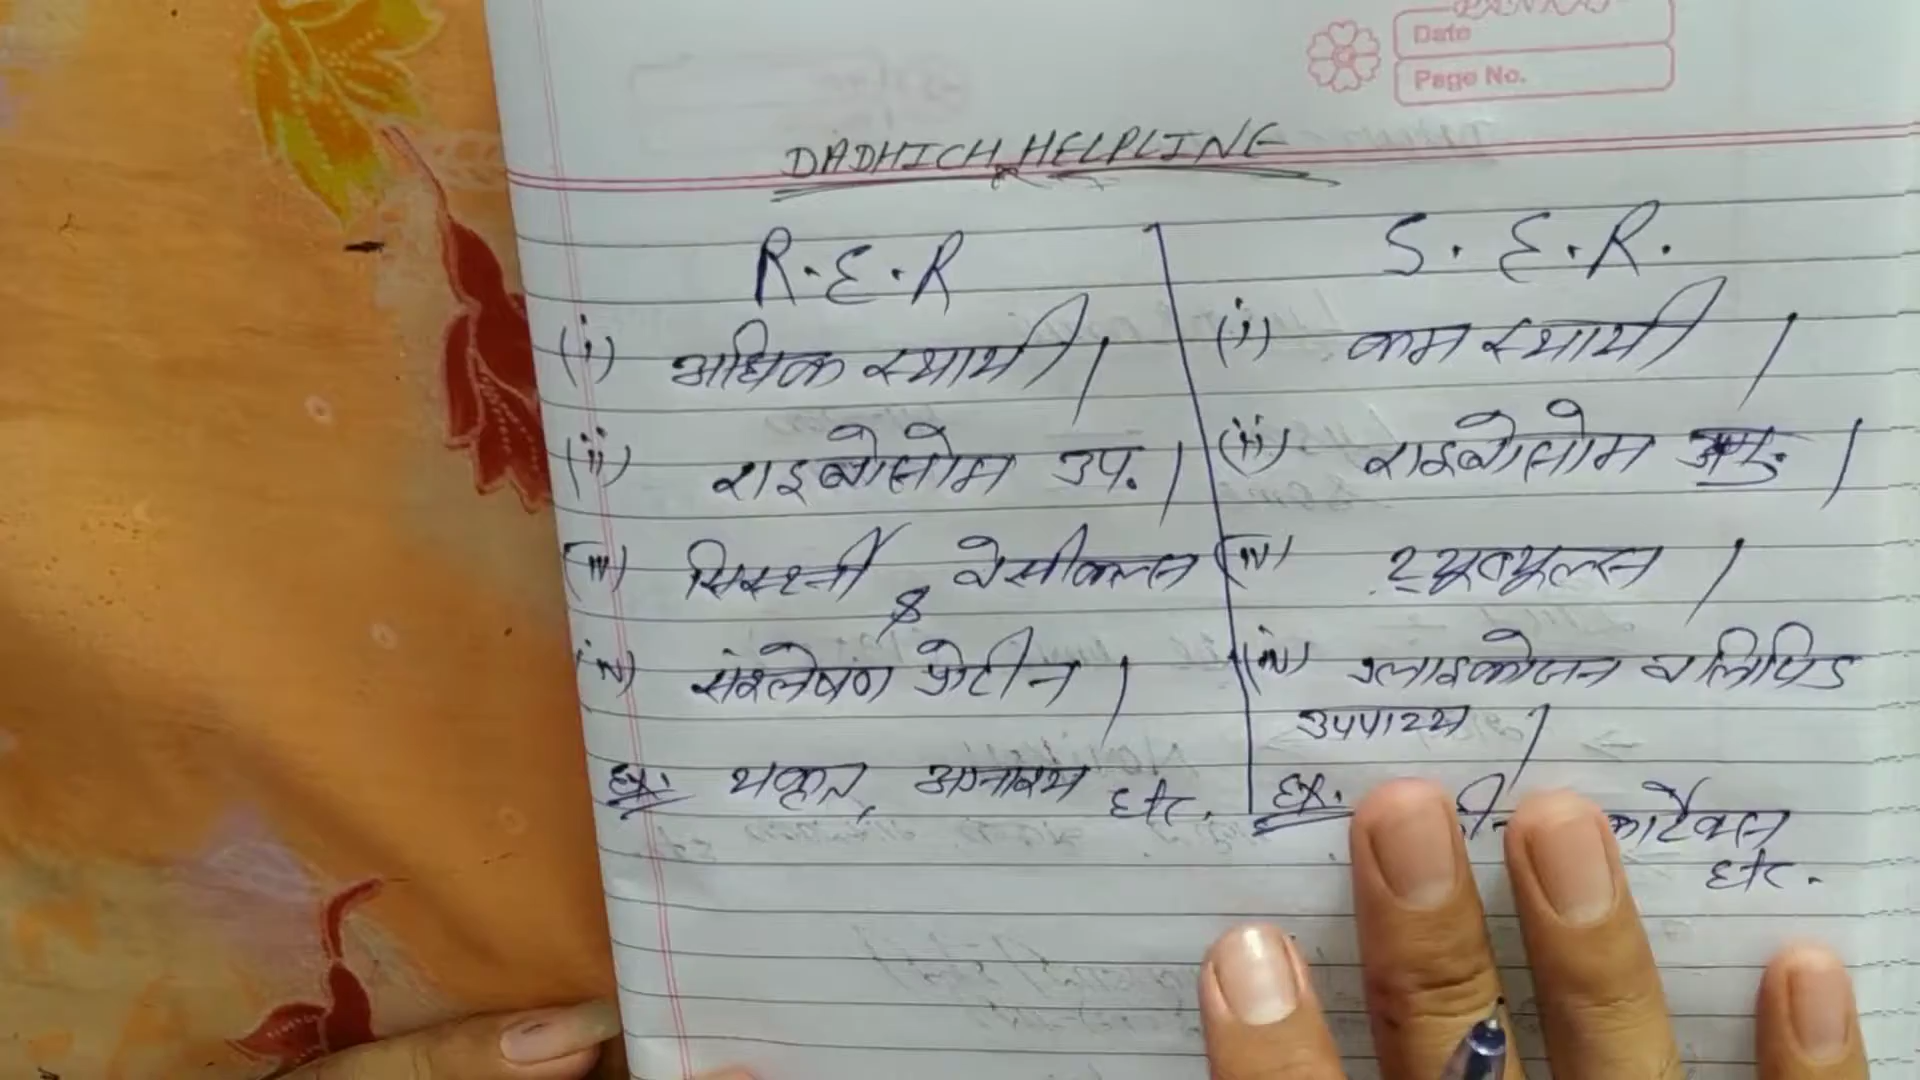 Date
Page No.
DADHICH HELPLINE
R.E.R
S.E.R.
(i) अधिक स्थायी।
(i) कम स्थायी।
(ii) राइबोसोम उप.।
(ii) राइबोसोम अनु.।
(iii) सिस्टर्नी & वेसीकल्स
(iii) ट्यूब्यूल्स।
(iv) संश्लेषण प्रोटीन।
(iv) ग्लाइकोजन व लिपिड
उपापचय।
Ex: यकृत, अग्नाशय etc.
Ex. कार्टेक्स
etc.